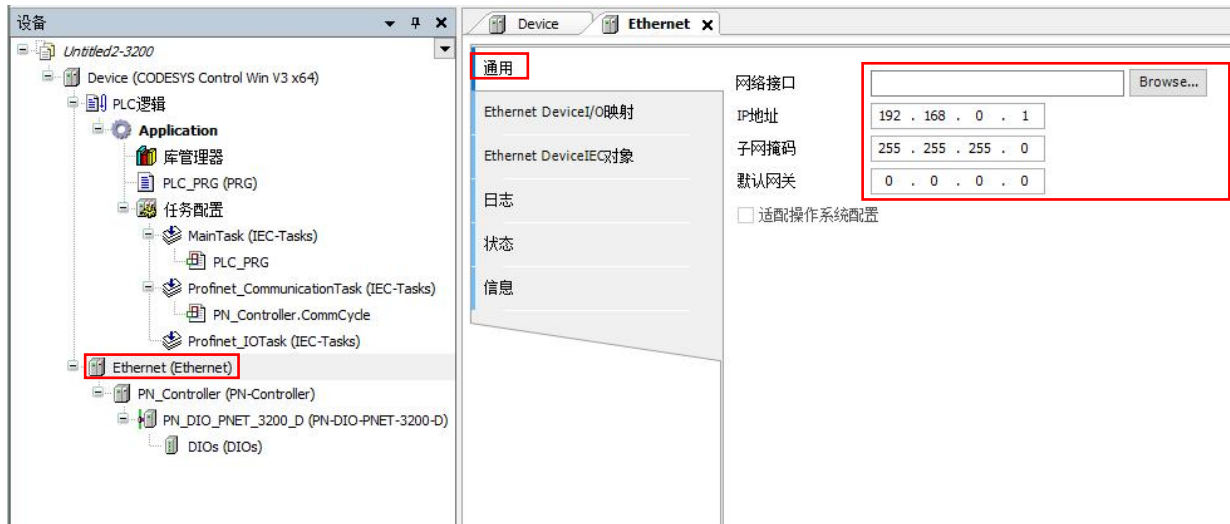 设备
Untitled2-3200
Device (CODESYS Control Win V3 x64)
PLC逻辑
Application
库管理器
PLC_PRG (PRG)
任务配置
MainTask (IEC-Tasks)
PLC_PRG
Profinet_CommunicationTask (IEC-Tasks)
PN_Controller.CommCycle
Profinet_IOTask (IEC-Tasks)
Ethernet (Ethernet)
PN_Controller (PN-Controller)
PN_DIO_PNET_3200_D (PN-DIO-PNET-3200-D)
DIOs (DIOs)
Device
Ethernet
通用
Ethernet DeviceI/O映射
Ethernet DeviceIEC对象
日志
状态
信息
网络接口 Browse...
IP地址 192 . 168 . 0 . 1
子网掩码 255 . 255 . 255 . 0
默认网关 0 . 0 . 0 . 0
适配操作系统配置